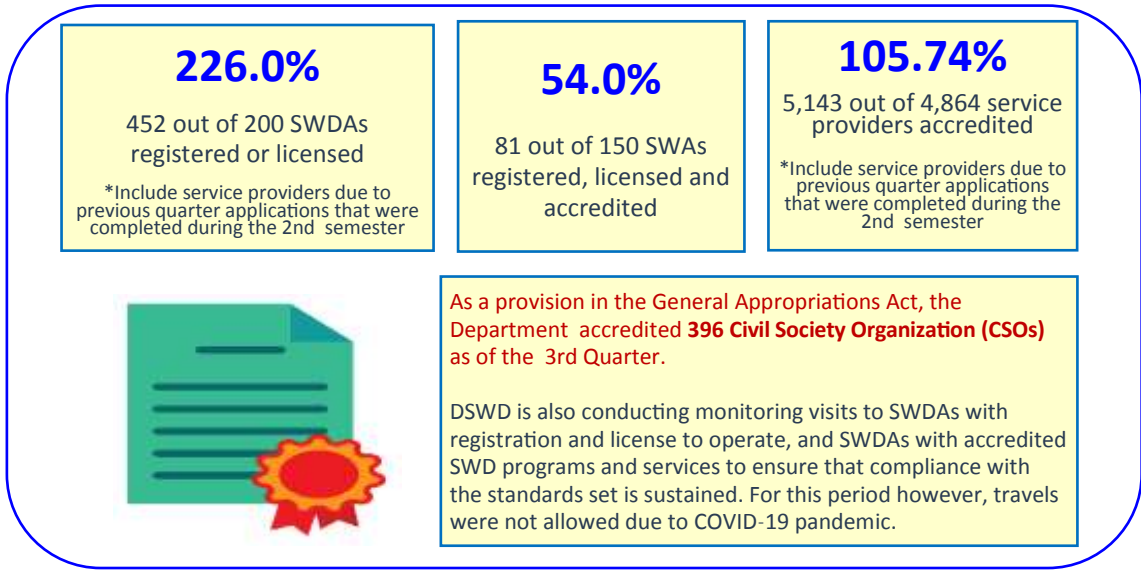 226.0%
452 out of 200 SWDAs
registered or licensed
*Include service providers due to
previous quarter applications that were
completed during the 2nd semester
54.0%
81 out of 150 SWAs
registered, licensed and
accredited
105.74%
5,143 out of 4,864 service
providers accredited
*Include service providers due to
previous quarter applications
that were completed during the
2nd semester
As a provision in the General Appropriations Act, the
Department accredited 396 Civil Society Organization (CSOs)
as of the 3rd Quarter.
DSWD is also conducting monitoring visits to SWDAs with
registration and license to operate, and SWDAs with accredited
SWD programs and services to ensure that compliance with
the standards set is sustained. For this period however, travels
were not allowed due to COVID-19 pandemic.